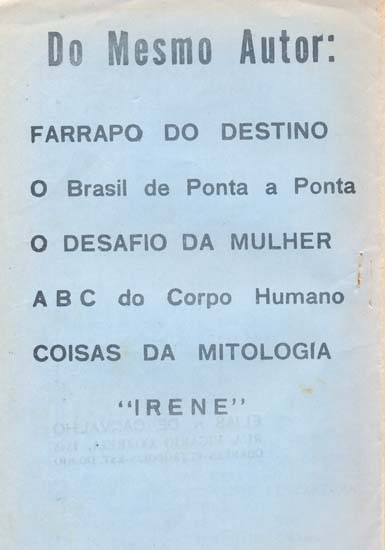 Do Mesmo Autor:
FARRAPO DO DESTINO
O Brasil de Ponta a Ponta
O DESAFIO DA MULHER
ABC do Corpo Humano
COISAS DA MITOLOGIA
"IRENE"